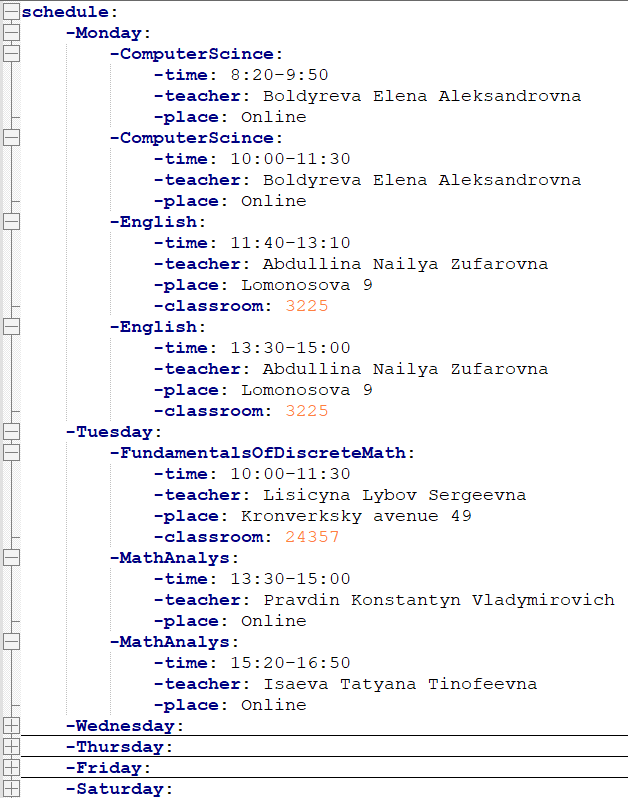 schedule:
-Monday:
-ComputerScince:
-time: 8:20-9:50
-teacher: Boldyreva Elena Aleksandrovna
-place: Online
-ComputerScince:
-time: 10:00-11:30
-teacher: Boldyreva Elena Aleksandrovna
-place: Online
-English:
-time: 11:40-13:10
-teacher: Abdullina Nailya Zufarovna
-place: Lomonosova 9
-classroom: 3225
-English:
-time: 13:30-15:00
-teacher: Abdullina Nailya Zufarovna
-place: Lomonosova 9
-classroom: 3225
-Tuesday:
-FundamentalsOfDiscreteMath:
-time: 10:00-11:30
-teacher: Lisicyna Lybov Sergeevna
-place: Kronverksky avenue 49
-classroom: 24357
-MathAnalys:
-time: 13:30-15:00
-teacher: Pravdin Konstantyn Vladymirovich
-place: Online
-MathAnalys:
-time: 15:20-16:50
-teacher: Isaeva Tatyana Tinofeevna
-place: Online
-Wednesday:
-Thursday:
-Friday:
-Saturday: